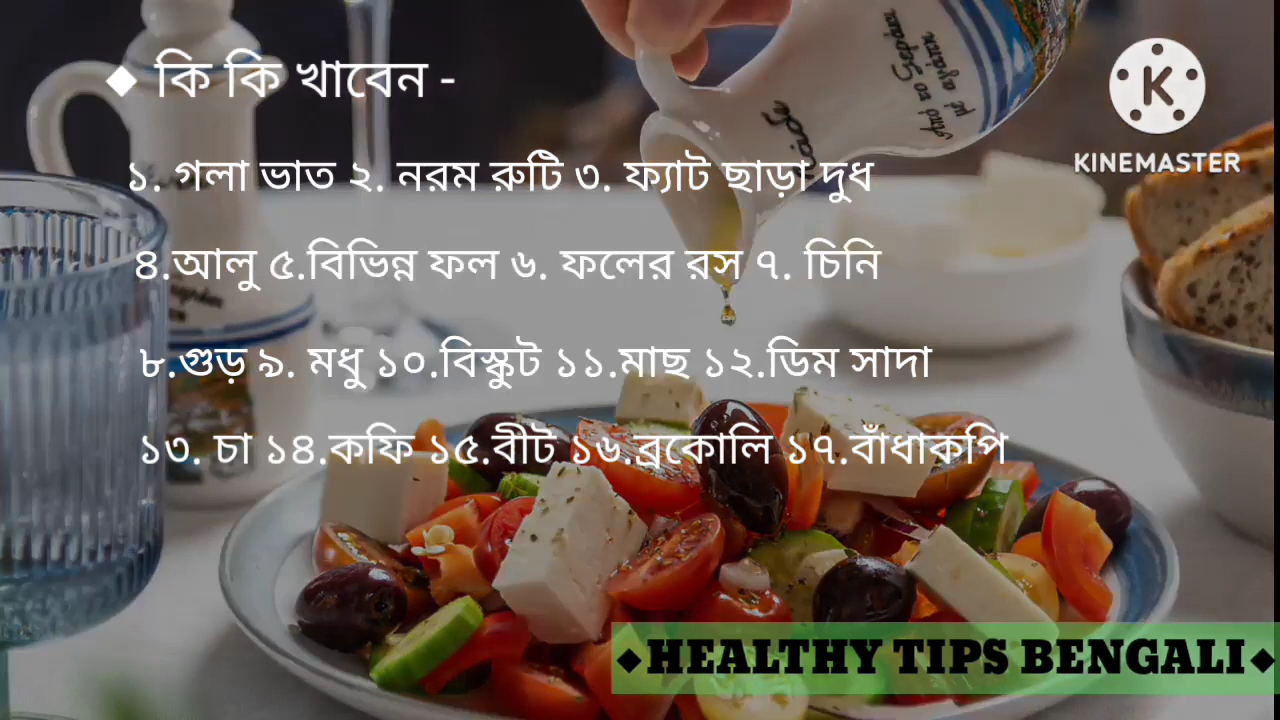 ◆ কি কি খাবেন -
K
KINEMASTER
১. গলা ভাত ২. নরম রুটি ৩. ফ্যাট ছাড়া দুধ
৪.আলু ৫.বিভিন্ন ফল ৬. ফলের রস ৭. চিনি
৮.গুড় ৯. মধু ১০.বিস্কুট ১১.মাছ ১২.ডিম সাদা
১৩. চা ১৪.কফি ১৫.বীট ১৬.ব্রকোলি ১৭.বাঁধাকপি
◆HEALTHY TIPS BENGALI◆